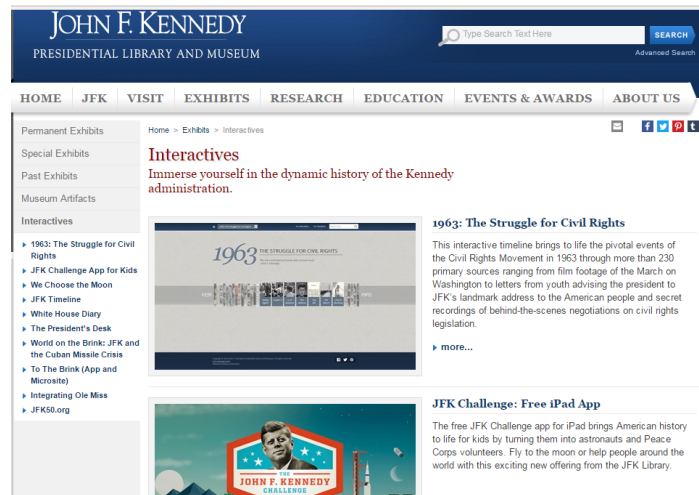 JOHN F. KENNEDY
PRESIDENTIAL LIBRARY AND MUSEUM
Type Search Text Here
SEARCH
Advanced Search
HOME JFK VISIT EXHIBITS RESEARCH EDUCATION EVENTS & AWARDS ABOUT US
Permanent Exhibits
Special Exhibits
Past Exhibits
Museum Artifacts
Interactives
1963: The Struggle for Civil
Rights
JFK Challenge App for Kids
We Choose the Moon
JFK Timeline
White House Diary
The President's Desk
World on the Brink: JFK and
the Cuban Missile Crisis
To The Brink (App and
Microsite)
Integrating Ole Miss
JFK50.org
Home > Exhibits > Interactives
Interactives
Immerse yourself in the dynamic history of the Kennedy
administration.
1963 THE STRUGGLE FOR CIVIL RIGHTS
1963: The Struggle for Civil Rights
This interactive timeline brings to life the pivotal events of
the Civil Rights Movement in 1963 through more than 230
primary sources ranging from film footage of the March on
Washington to letters from youth advising the president to
JFK's landmark address to the American people and secret
recordings of behind-the-scenes negotiations on civil rights
legislation.
more...
THE
JOHN F. KENNEDY
CHALLENGE
JFK Challenge: Free iPad App
The free JFK Challenge app for iPad brings American history
to life for kids by turning them into astronauts and Peace
Corps volunteers. Fly to the moon or help people around the
world with this exciting new offering from the JFK Library.